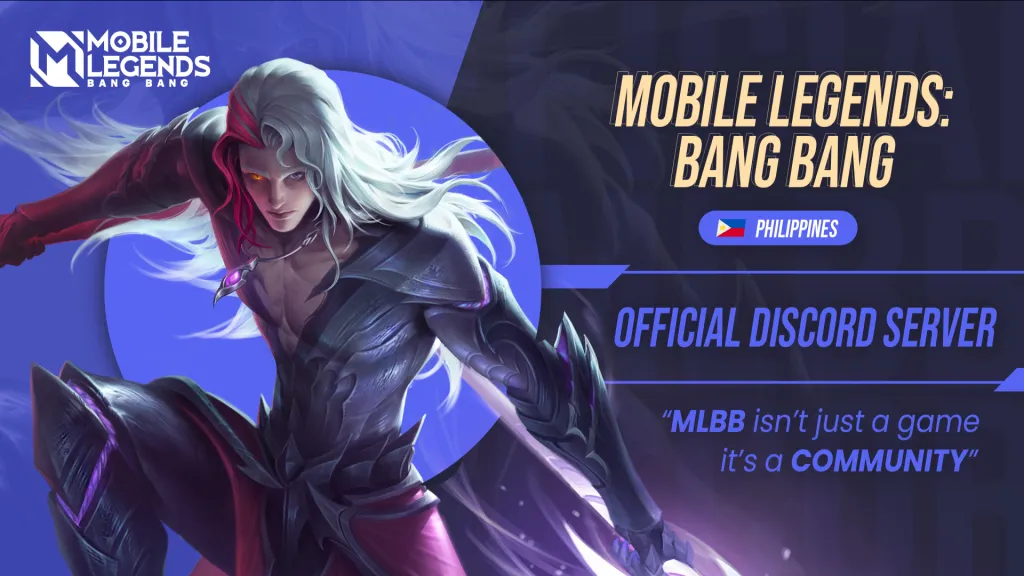 MOBILE
LEGENDS
BANG BANG
MOBILE LEGENDS:
BANG BANG
PHILIPPINES
OFFICIAL DISCORD SERVER
“MLBB isn’t just a game
it’s a COMMUNITY”